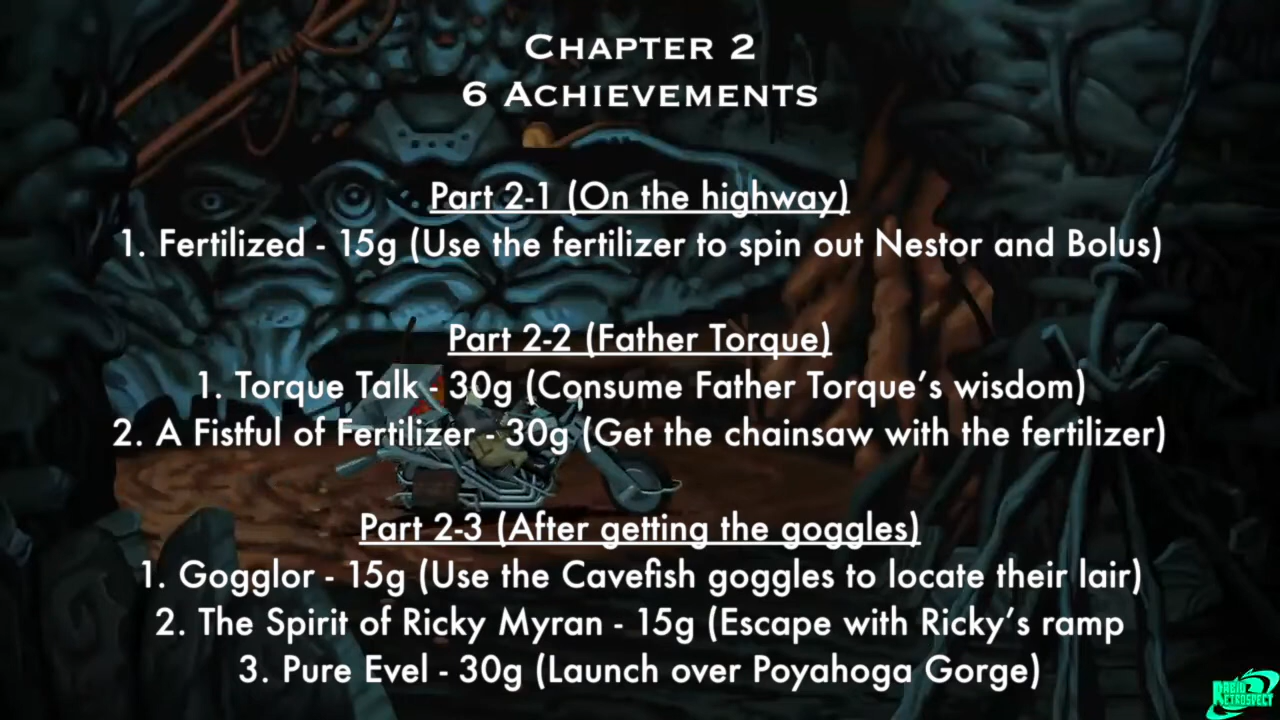 CHAPTER 2
6 ACHIEVEMENTS
Part 2-1 (On the highway)
1. Fertilized - 15g (Use the fertilizer to spin out Nestor and Bolus)
Part 2-2 (Father Torque)
1. Torque Talk - 30g (Consume Father Torque’s wisdom)
2. A Fistful of Fertilizer - 30g (Get the chainsaw with the fertilizer)
Part 2-3 (After getting the goggles)
1. Gogglor - 15g (Use the Cavefish goggles to locate their lair)
2. The Spirit of Ricky Myran - 15g (Escape with Ricky’s ramp
3. Pure Evel - 30g (Launch over Poyahoga Gorge)
RADIO
RETROSPECT